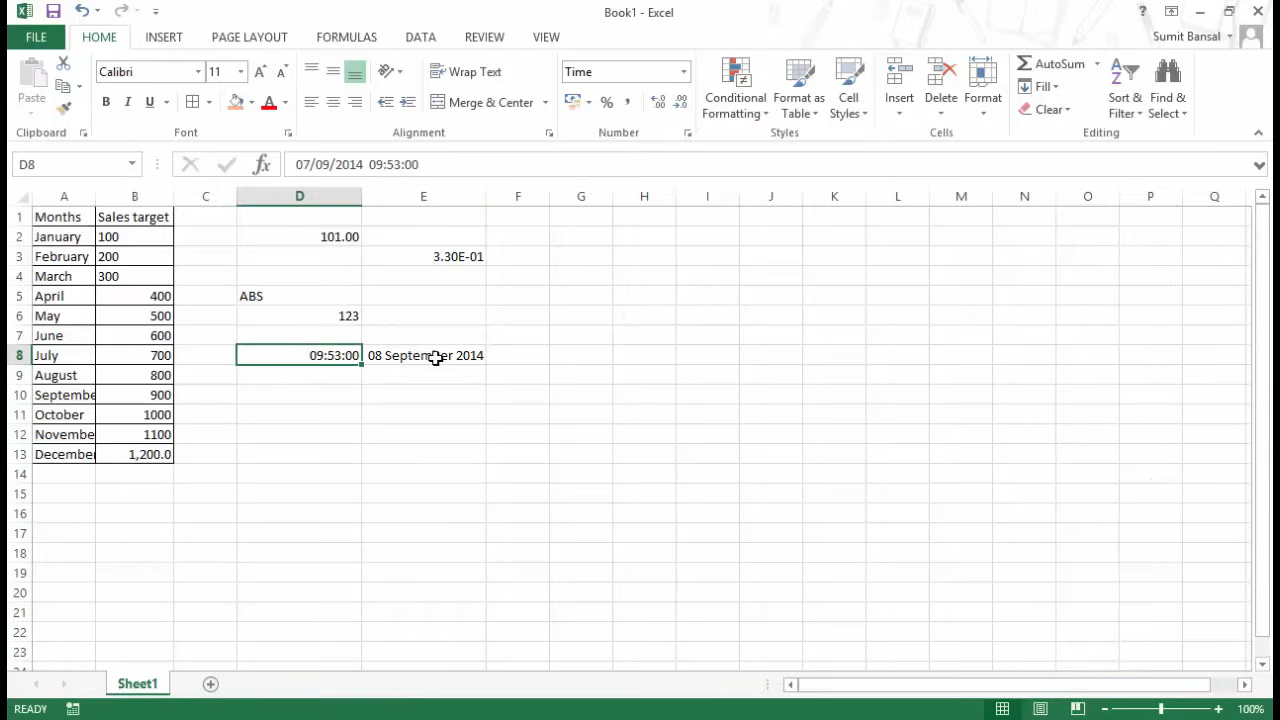 Book1 - Excel
FILE HOME INSERT PAGE LAYOUT FORMULAS DATA REVIEW VIEW Sumit Bansal
Paste
Calibri 11
B I U A A A
Wrap Text
Merge & Center
Time
%
Conditional Formatting
Format as Table
Cell Styles
Insert Delete Format
AutoSum
Fill
Clear
Sort & Filter
Find & Select
Clipboard Font Alignment Number Styles Cells Editing
D8 fx 07/09/2014 09:53:00
A B C D E F G H I J K L M N O P Q
1 Months Sales target
2 January 100 101.00
3 February 200 3.30E-01
4 March 300
5 April 400 ABS
6 May 500 123
7 June 600
8 July 700 09:53:00 08 September 2014
9 August 800
10 Septembe 900
11 October 1000
12 Novembe 1100
13 December 1,200.0
14
15
16
17
18
19
20
21
22
23
Sheet1
READY 100%